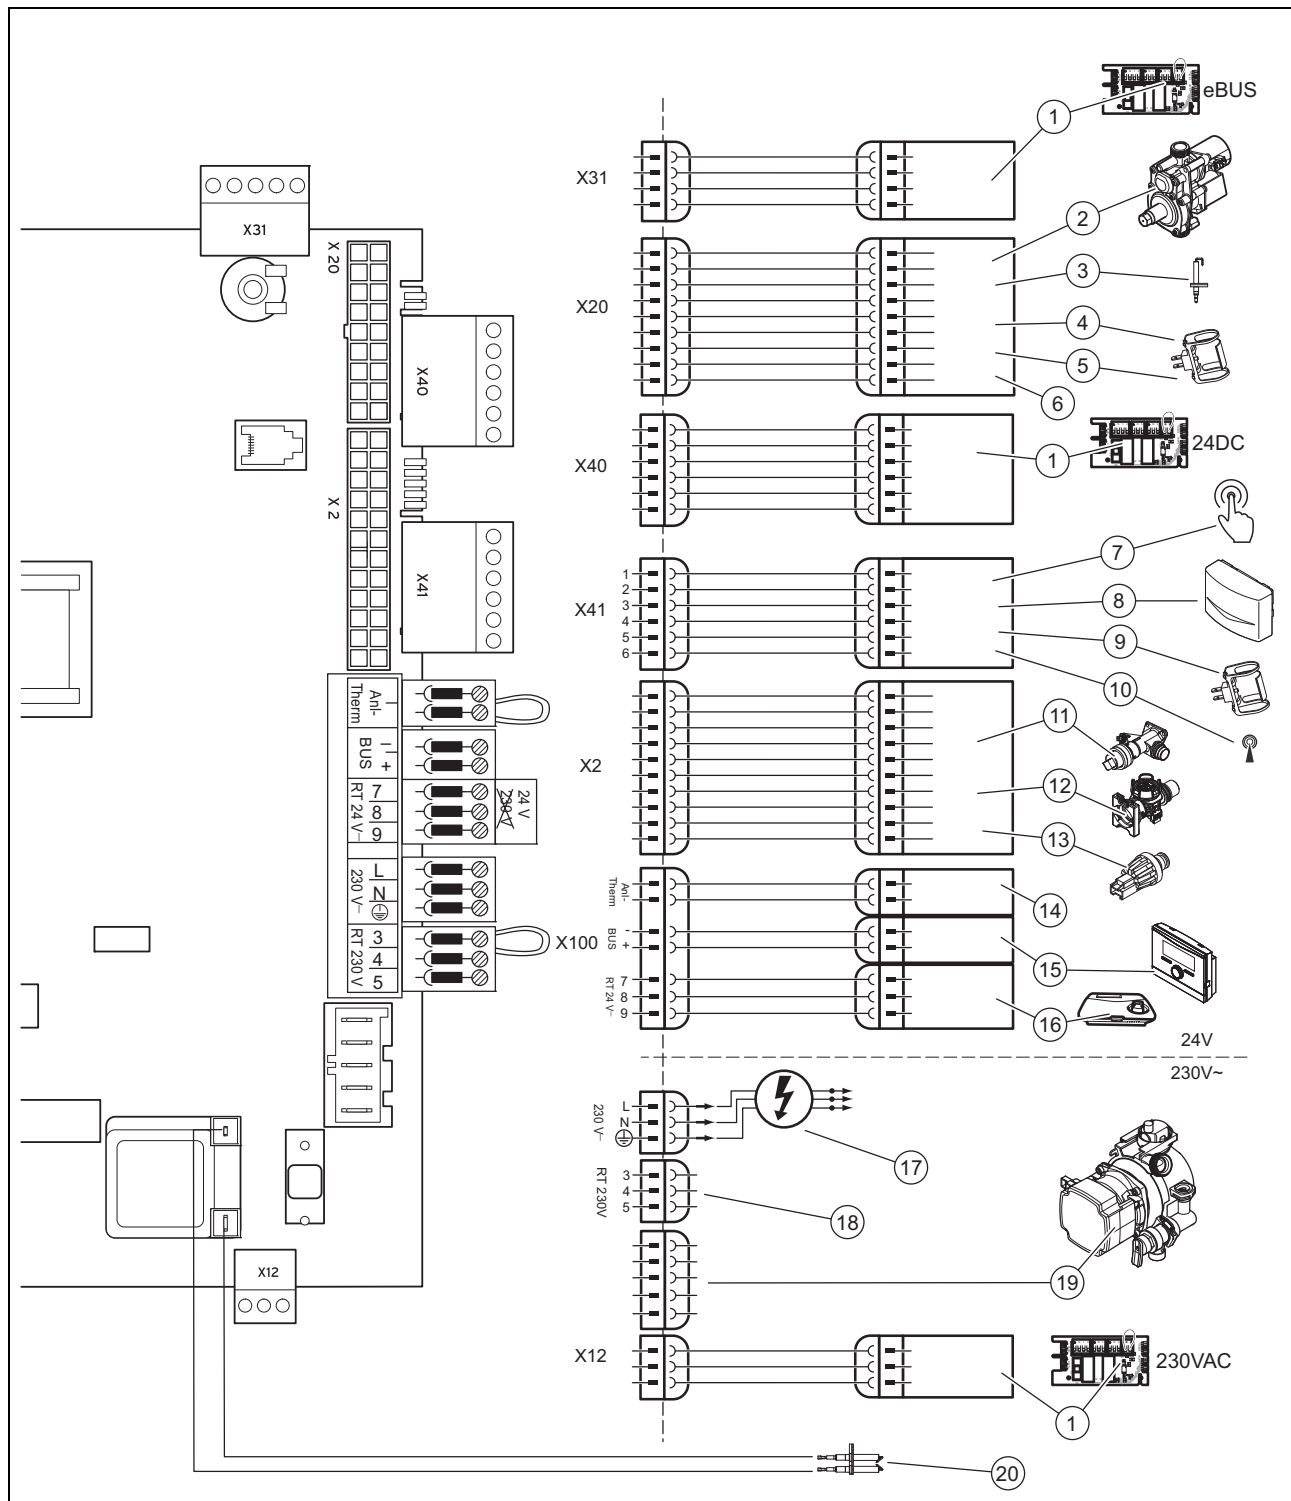 eBUS
1
X31
2
X31
X 20
3
X20
4
5
6
X40
1
24DC
X40
X 2
7
X41
X41
1
2
3
4
5
6
8
9
10
Anl-
Therm
BUS
- +
RT 24 V
7
8
9
24 V
230 V
230 V
L
N
RT 230 V
3
4
5
X2
11
12
13
X100
Anl-
Therm
14
BUS
-
+
15
RT 24 V
7
8
9
16
24V
230V~
230 V
L
N
17
RT 230V
3
4
5
18
19
X12
X12
1
230VAC
20